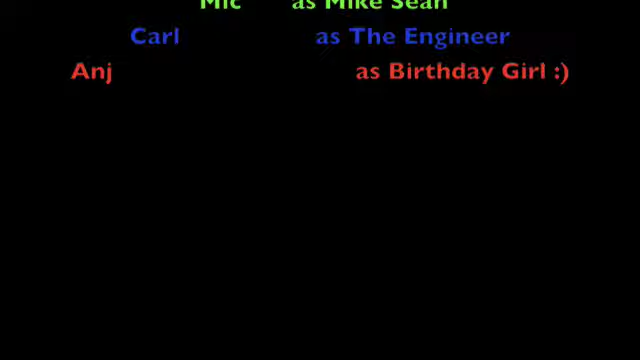 Mic as Mike Sean
Carl as The Engineer
Anj as Birthday Girl :)